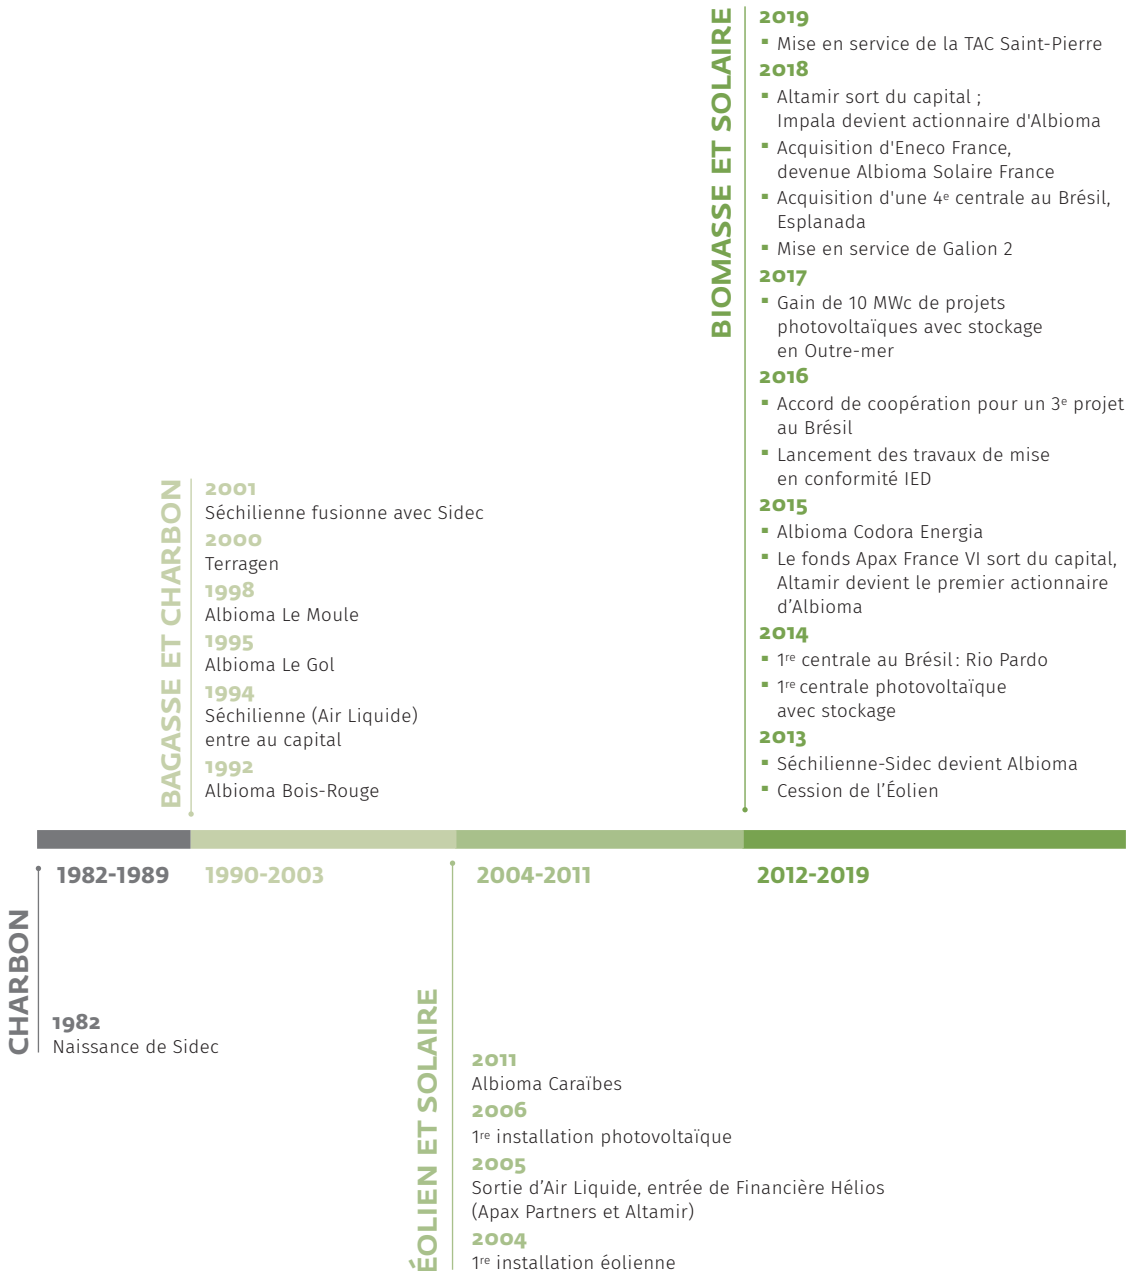 BIOMASSE ET SOLAIRE
2019
▪ Mise en service de la TAC Saint-Pierre
2018
▪ Altamir sort du capital ;
Impala devient actionnaire d'Albioma
▪ Acquisition d'Eneco France,
devenue Albioma Solaire France
▪ Acquisition d'une 4e centrale au Brésil,
Esplanada
▪ Mise en service de Galion 2
2017
▪ Gain de 10 MWc de projets
photovoltaïques avec stockage
en Outre-mer
2016
▪ Accord de coopération pour un 3e projet
au Brésil
▪ Lancement des travaux de mise
en conformité IED
2015
▪ Albioma Codora Energia
▪ Le fonds Apax France VI sort du capital,
Altamir devient le premier actionnaire
d’Albioma
2014
▪ 1re centrale au Brésil : Rio Pardo
▪ 1re centrale photovoltaïque
avec stockage
2013
▪ Séchilienne-Sidec devient Albioma
▪ Cession de l’Éolien
BAGASSE ET CHARBON
2001
Séchilienne fusionne avec Sidec
2000
Terragen
1998
Albioma Le Moule
1995
Albioma Le Gol
1994
Séchilienne (Air Liquide)
entre au capital
1992
Albioma Bois-Rouge
1982-1989 1990-2003 2004-2011 2012-2019
CHARBON
1982
Naissance de Sidec
ÉOLIEN ET SOLAIRE
2011
Albioma Caraïbes
2006
1re installation photovoltaïque
2005
Sortie d’Air Liquide, entrée de Financière Hélios
(Apax Partners et Altamir)
2004
1re installation éolienne